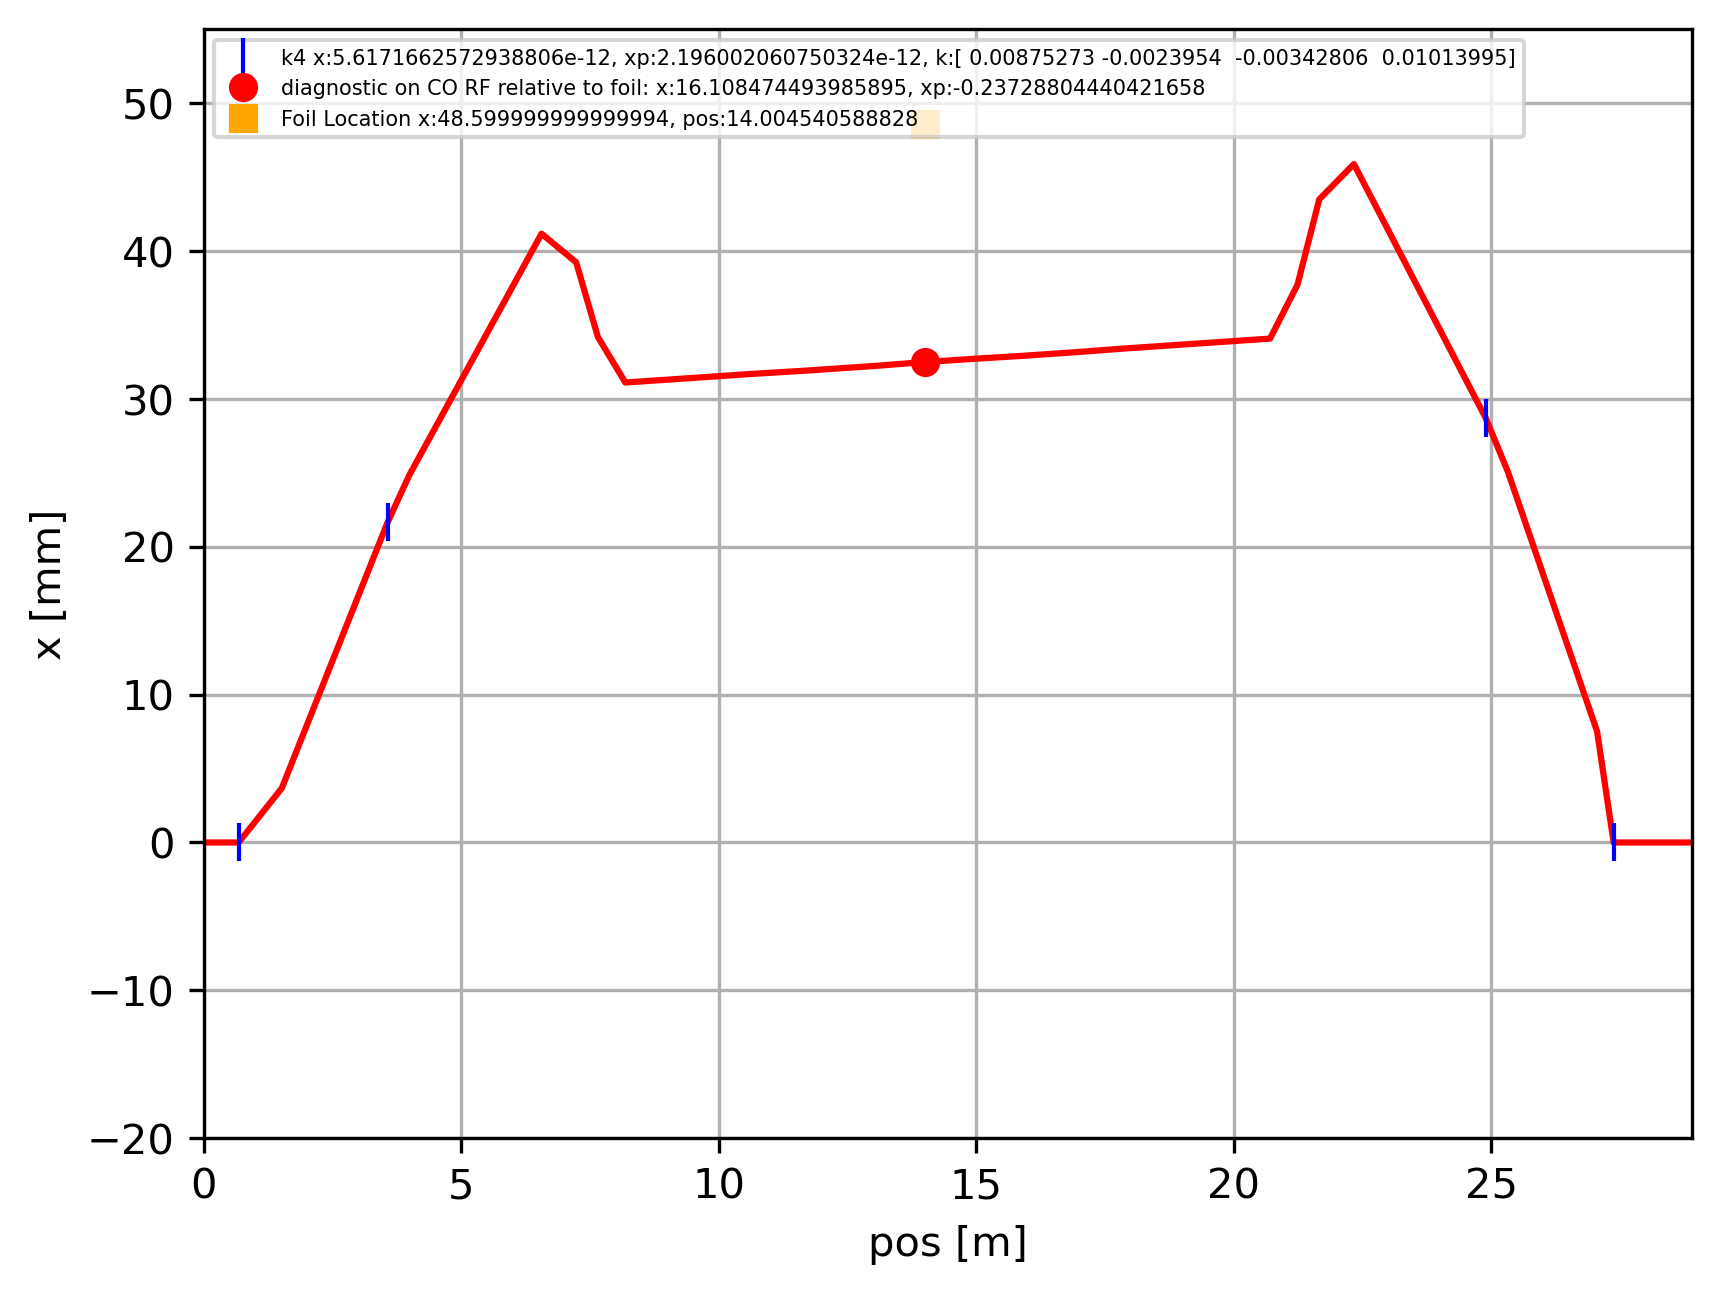 k4 x:5.6171662572938806e-12, xp:2.196002060750324e-12, k:[ 0.00875273 -0.0023954  -0.00342806  0.01013995]
diagnostic on CO RF relative to foil: x:16.108474493985895, xp:-0.23728804440421658
Foil Location x:48.599999999999994, pos:14.004540588828
50
40
30
20
10
0
−10
−20
x [mm]
0 5 10 15 20 25
pos [m]